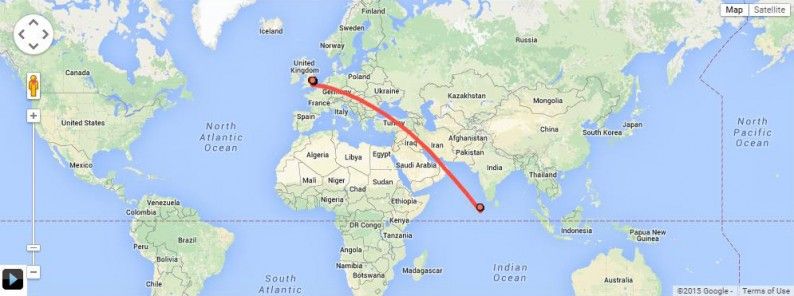 Map
Satellite
Iceland
Finland
Sweden
Norway
Russia
United
Kingdom
Canada
Poland
Germany
Ukraine
Kazakhstan
Mongolia
France
Italy
Spain
Turkey
United States
North
Atlantic
Ocean
Afghanistan
China
South Korea
Japan
North
Pacific
Ocean
Iraq
Iran
Pakistan
Algeria
Libya
Egypt
Saudi Arabia
India
Mexico
Mali
Niger
Sudan
Thailand
Chad
Nigeria
Ethiopia
Venezuela
Colombia
DR Congo
Kenya
Indonesia
Papua New
Guinea
Tanzania
Peru
Brazil
Angola
Namibia
Botswana
Madagascar
Bolivia
Indian
Ocean
South
Atlantic
Australia
Chile
©2015 Google -
Terms of Use